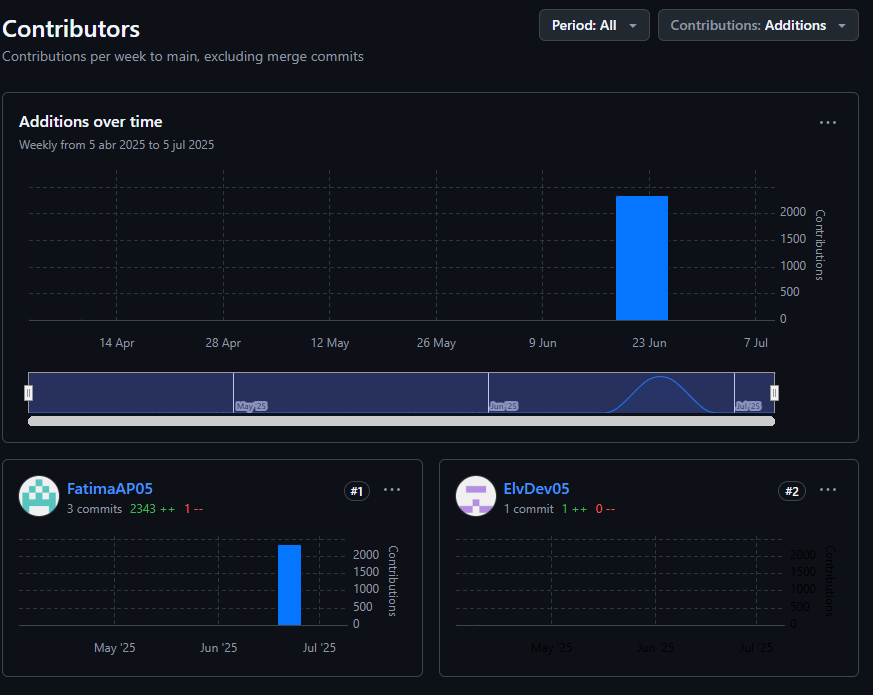 Contributors
Period: All
Contributions: Additions
Contributions per week to main, excluding merge commits
Additions over time
Weekly from 5 abr 2025 to 5 jul 2025
2000
1500
1000
500
0
Contributions
14 Apr 28 Apr 12 May 26 May 9 Jun 23 Jun 7 Jul
May '25 Jun '25 Jul '25
FatimaAP05
#1
3 commits 2343 ++ 1 --
2000
1500
1000
500
0
Contributions
May '25 Jun '25 Jul '25
ElvDev05
#2
1 commit 1 ++ 0 --
2000
1500
1000
500
0
Contributions
May '25 Jun '25 Jul '25